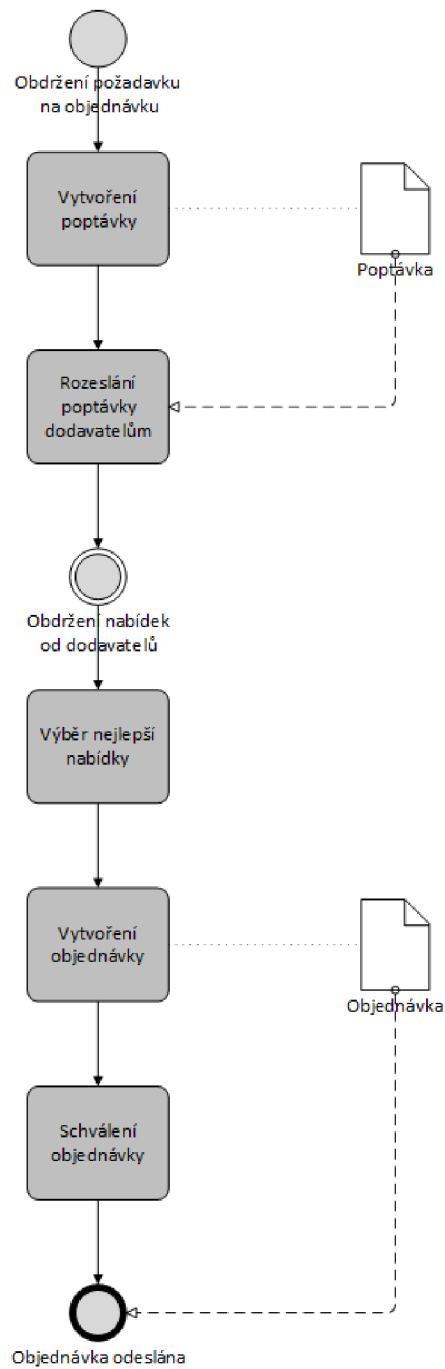 Obdržení požadavku
na objednávku
Vytvoření
poptávky
Poptávka
Rozeslání
poptávky
dodavatelům
Obdržení nabídek
od dodavatelů
Výběr nejlepší
nabídky
Vytvoření
objednávky
Objednávka
Schválení
objednávky
Objednávka odeslána